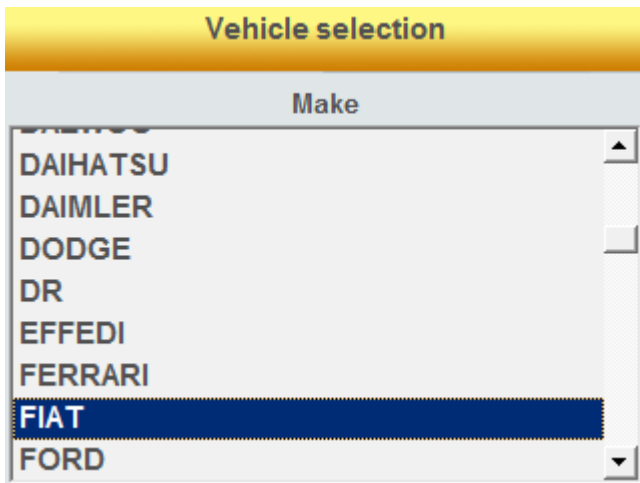 Vehicle selection
Make
DAIHATSU
DAIMLER
DODGE
DR
EFFEDI
FERRARI
FIAT
FORD